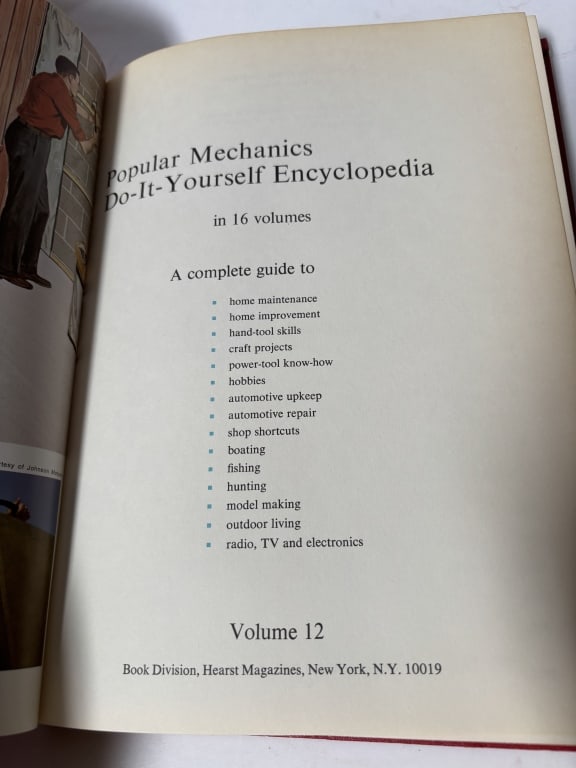 Popular Mechanics
Do-It-Yourself Encyclopedia
in 16 volumes
A complete guide to
▪ home maintenance
▪ home improvement
▪ hand-tool skills
▪ craft projects
▪ power-tool know-how
▪ hobbies
▪ automotive upkeep
▪ automotive repair
▪ shop shortcuts
▪ boating
▪ fishing
▪ hunting
▪ model making
▪ outdoor living
▪ radio, TV and electronics
Volume 12
Book Division, Hearst Magazines, New York, N.Y. 10019
of Johnson